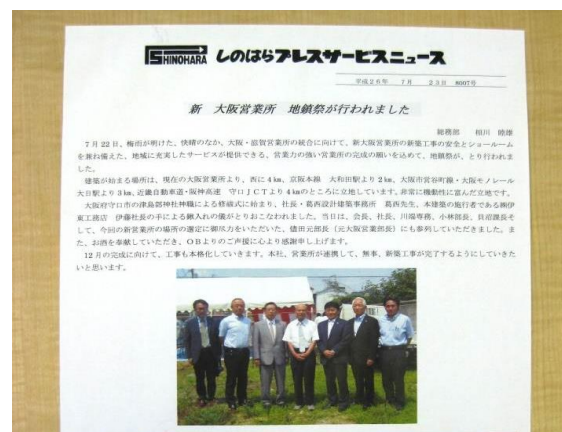 SHINOHARA しのはらプレスサービスニュース
平成26年 7月 23日 8007号
新 大阪営業所 地鎮祭が行われました
総務部 相川 睦雄
7月22日、梅雨が明けた、快晴のなか、大阪・滋賀営業所の統合に向けて、新大阪営業所の新築工事の安全とショールーム
を兼ね備えた、地域に充実したサービスが提供できる、営業力の強い営業所の完成の願いを込めて、地鎮祭が、とり行われま
した。
建築が始まる場所は、現在の大阪営業所より、西に4km、京阪本線 大和田駅より2km、大阪市営谷町線・大阪モノレール
大日駅より3km、近畿自動車道・阪神高速 守口JCTより4kmのところに立地しています。非常に機動性に富んだ立地です。
大阪府守口市の津島部神社神職による修祓式に始まり、社長・葛西設計建築事務所 葛西先生、本建築の施行者である㈱伊
東工務店 伊藤社長の手による鍬入れの儀がとりおこなわれました。当日は、会長、社長、川端専務、小林部長、貝沼課長そ
して、今回の新営業所の場所の選定に御尽力をいただいた、値田元部長（元大阪営業部長）にも参列していただきました。ま
た、お酒を奉献していただき、OBよりのご声援に心より感謝申し上げます。
12月の完成に向けて、工事も本格化していきます。本社、営業所が連携して、無事、新築工事が完了するようにしていきた
いと思います。